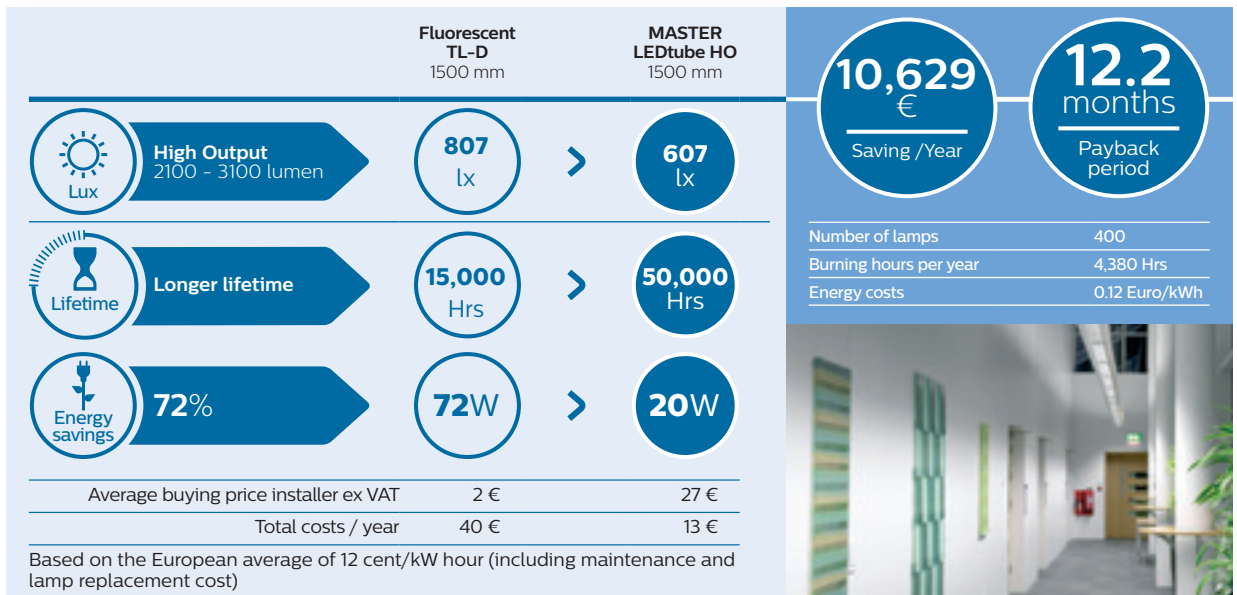 Fluorescent
TL-D
1500 mm
MASTER
LEDtube HO
1500 mm
Lux
High Output
2100 - 3100 lumen
807
lx
>
607
lx
Lifetime
Longer lifetime
15,000
Hrs
>
50,000
Hrs
Energy
savings
72%
72W
>
20W
Average buying price installer ex VAT 2 € 27 €
Total costs / year 40 € 13 €
Based on the European average of 12 cent/kW hour (including maintenance and
lamp replacement cost)
10,629
€
Saving /Year
12.2
months
Payback
period
Number of lamps 400
Burning hours per year 4,380 Hrs
Energy costs 0.12 Euro/kWh